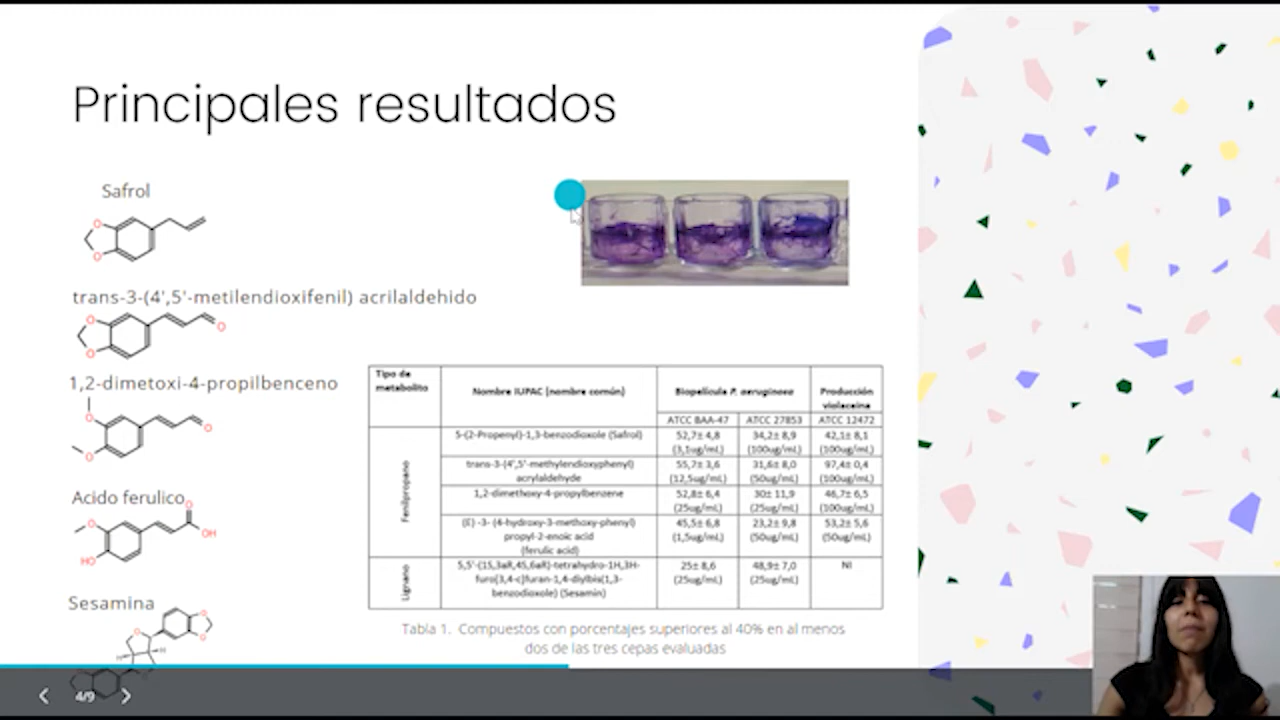 Principales resultados
Safrol
trans-3-(4',5'-metilendioxifenil) acrilaldehido
O
O
O
O
O
1,2-dimetoxi-4-propilbenceno
O
O
O
Acido ferulico
O
O
OH
HO
Sesamina
O
O
O
H
H
Tipo de
metabolito
Nombre IUPAC (nombre común)
Biopelícula P. aeruginosa
Producción
violaceina
ATCC BAA-47
ATCC 27853
ATCC 12472
Fenilpropano
5-(2-Propenyl)-1,3-benzodioxole (Safrol)
52,7± 4,8
(3,1ug/mL)
34,2± 8,9
(100ug/mL)
42,1± 8,1
(100ug/mL)
trans-3-(4',5'-methylendioxyphenyl)
acrylaldehyde
55,7± 3,6
(12,5ug/mL)
31,6± 8,0
(50ug/mL)
97,4± 0,4
(100ug/mL)
1,2-dimethoxy-4-propylbenzene
52,8± 6,4
(25ug/mL)
30± 11,9
(25ug/mL)
46,7± 6,5
(100ug/mL)
(E) -3- (4-hydroxy-3-methoxy-phenyl)
propyl-2-enoic acid
(ferulic acid)
45,5± 6,8
(1,5ug/mL)
23,2± 9,8
(50ug/mL)
53,2± 5,6
(50ug/mL)
Lignano
5,5'-(1S,3aR,4S,6aR)-tetrahydro-1H,3H-
furo[3,4-c]furan-1,4-diylbis(1,3-
benzodioxole) (Sesamin)
25± 8,6
(25ug/mL)
48,9± 7,0
(25ug/mL)
NI
Tabla 1. Compuestos con porcentajes superiores al 40% en al menos
dos de las tres cepas evaluadas
4/9